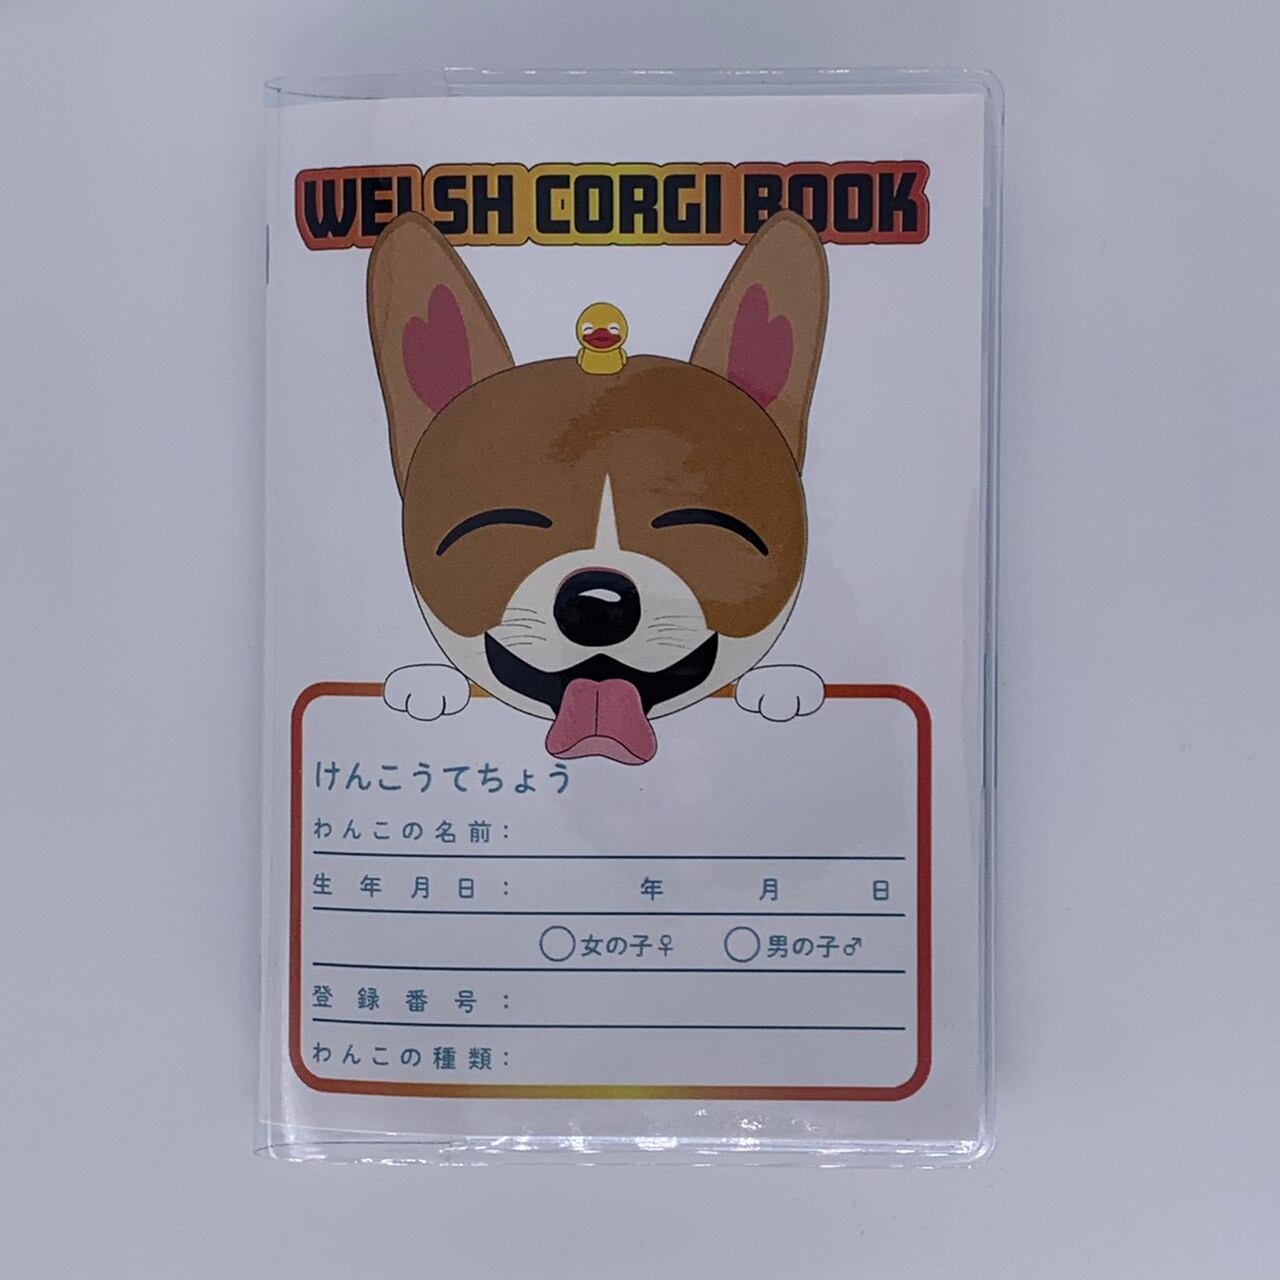 WELSH CORGI BOOK
けんこうてちょう
わんこの名前:
生年月日: 年 月 日
女の子♀ 男の子♂
登録番号:
わんこの種類: